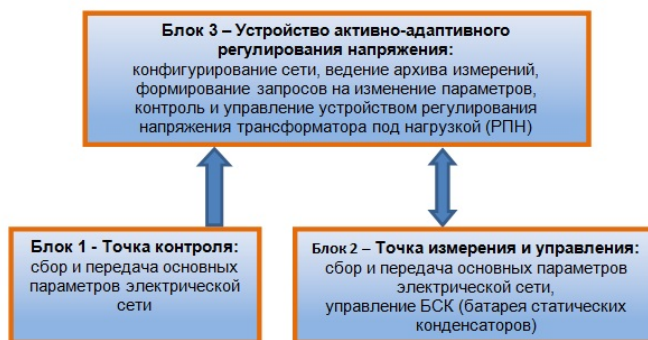 Блок 3 – Устройство активно-адаптивного
регулирования напряжения:
конфигурирование сети, ведение архива измерений,
формирование запросов на изменение параметров,
контроль и управление устройством регулирования
напряжения трансформатора под нагрузкой (РПН)
Блок 1 - Точка контроля:
сбор и передача основных
параметров электрической
сети
Блок 2 – Точка измерения и управления:
сбор и передача основных параметров
электрической сети,
управление БСК (батарея статических
конденсаторов)